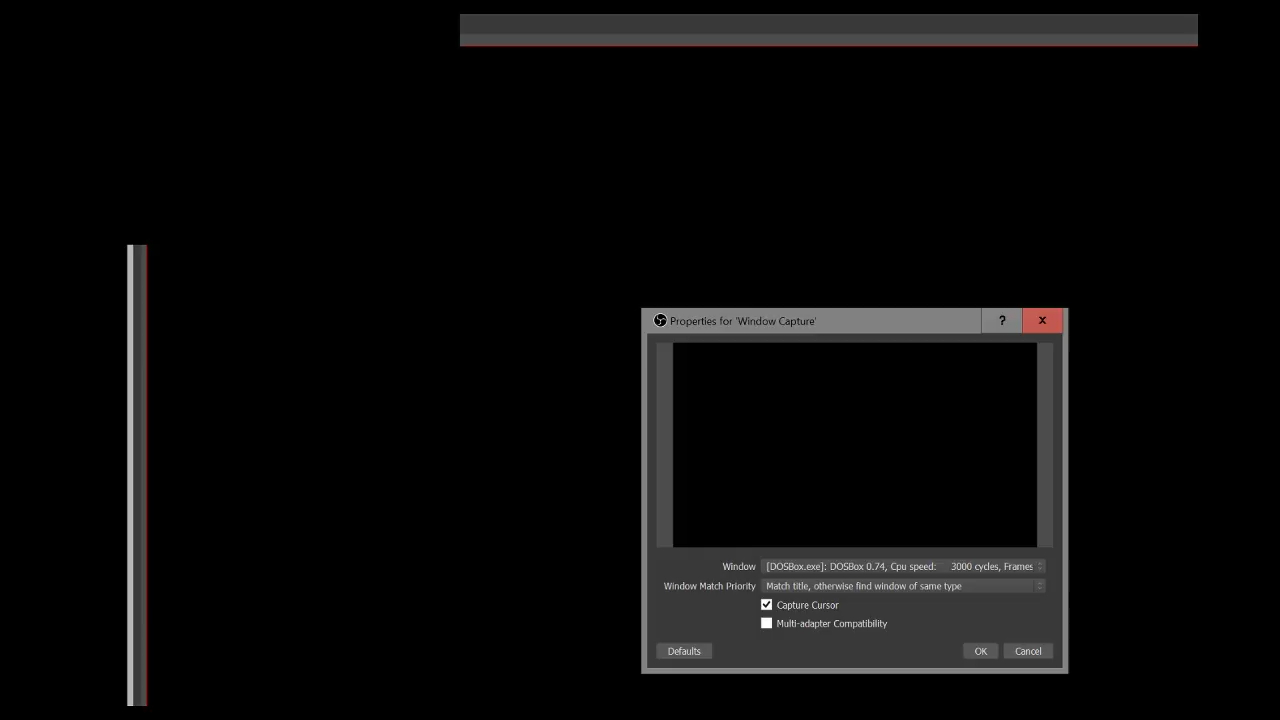 Properties for 'Window Capture'
? X
Window [DOSBox.exe]: DOSBox 0.74, Cpu speed: 3000 cycles, Frames
Window Match Priority Match title, otherwise find window of same type
Capture Cursor
Multi-adapter Compatibility
Defaults OK Cancel